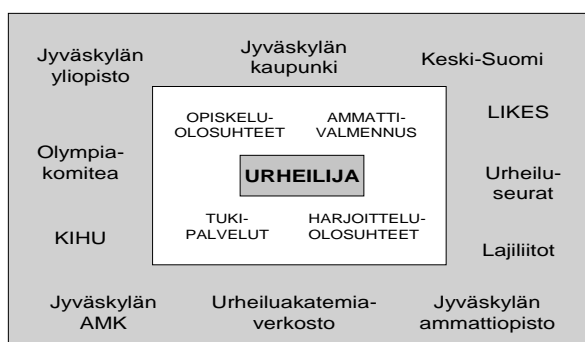 Jyväskylän
yliopisto
Jyväskylän
kaupunki
Keski-Suomi
LIKES
Urheilu-
seurat
Lajiliitot
Jyväskylän
ammattiopisto
Urheiluakatemia-
verkosto
Jyväskylän
AMK
KIHU
Olympia-
komitea
OPISKELU-
OLOSUHTEET
AMMATTI-
VALMENNUS
URHEILIJA
TUKI-
PALVELUT
HARJOITTELU-
OLOSUHTEET